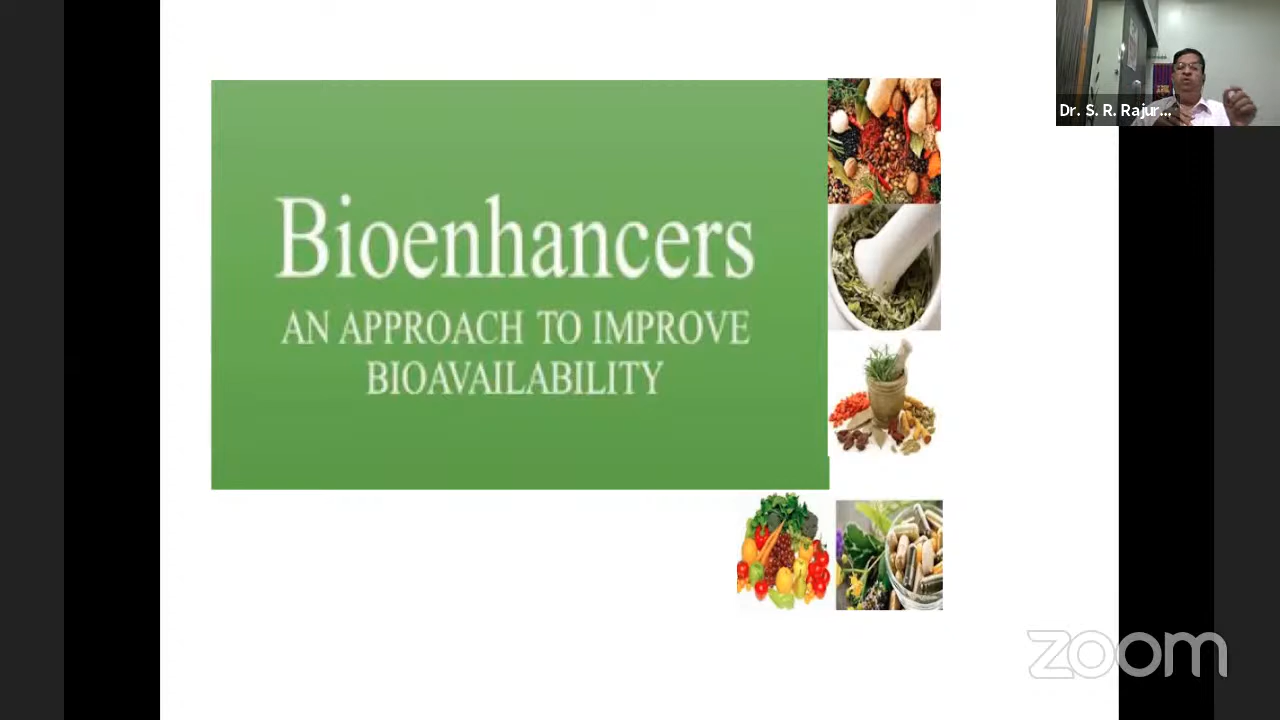 Bioenhancers
AN APPROACH TO IMPROVE
BIOAVAILABILITY
Dr. S. R. Rajur...
zoom